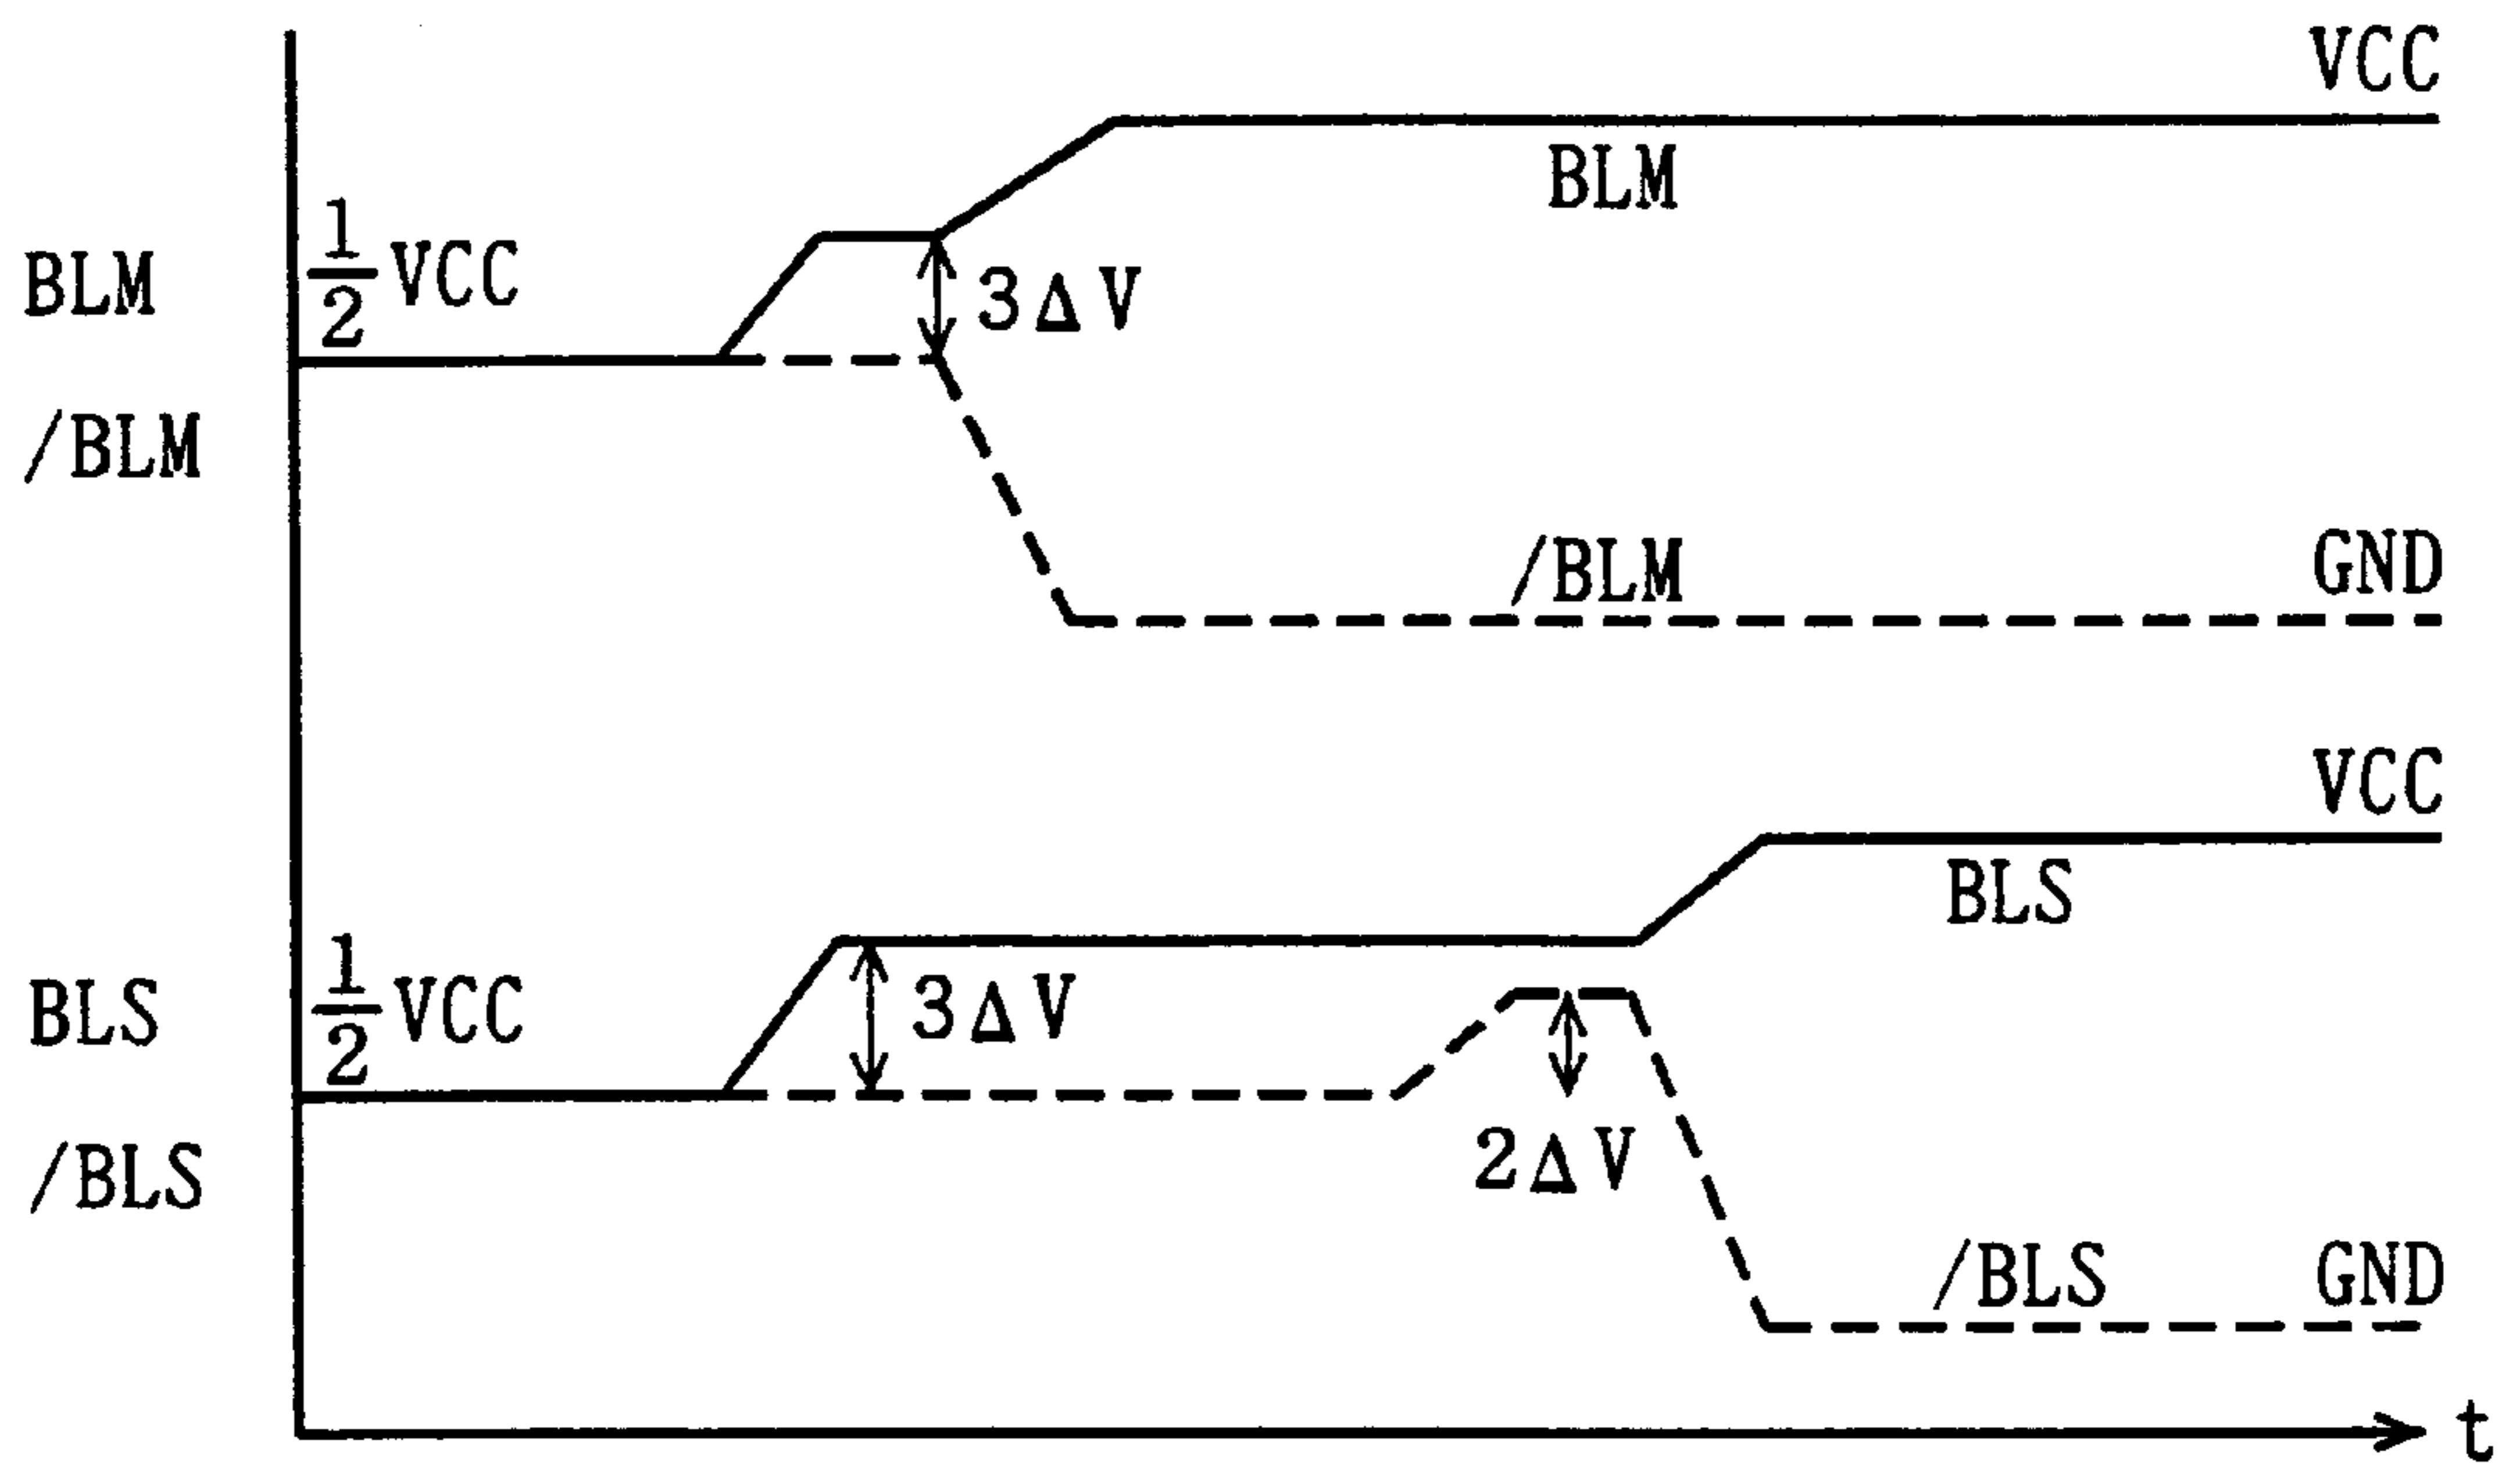 VCC
BLM
BLM
1/2 VCC
3ΔV
/BLM
/BLM
GND
VCC
BLS
BLS
1/2 VCC
3ΔV
2ΔV
/BLS
/BLS
GND
t